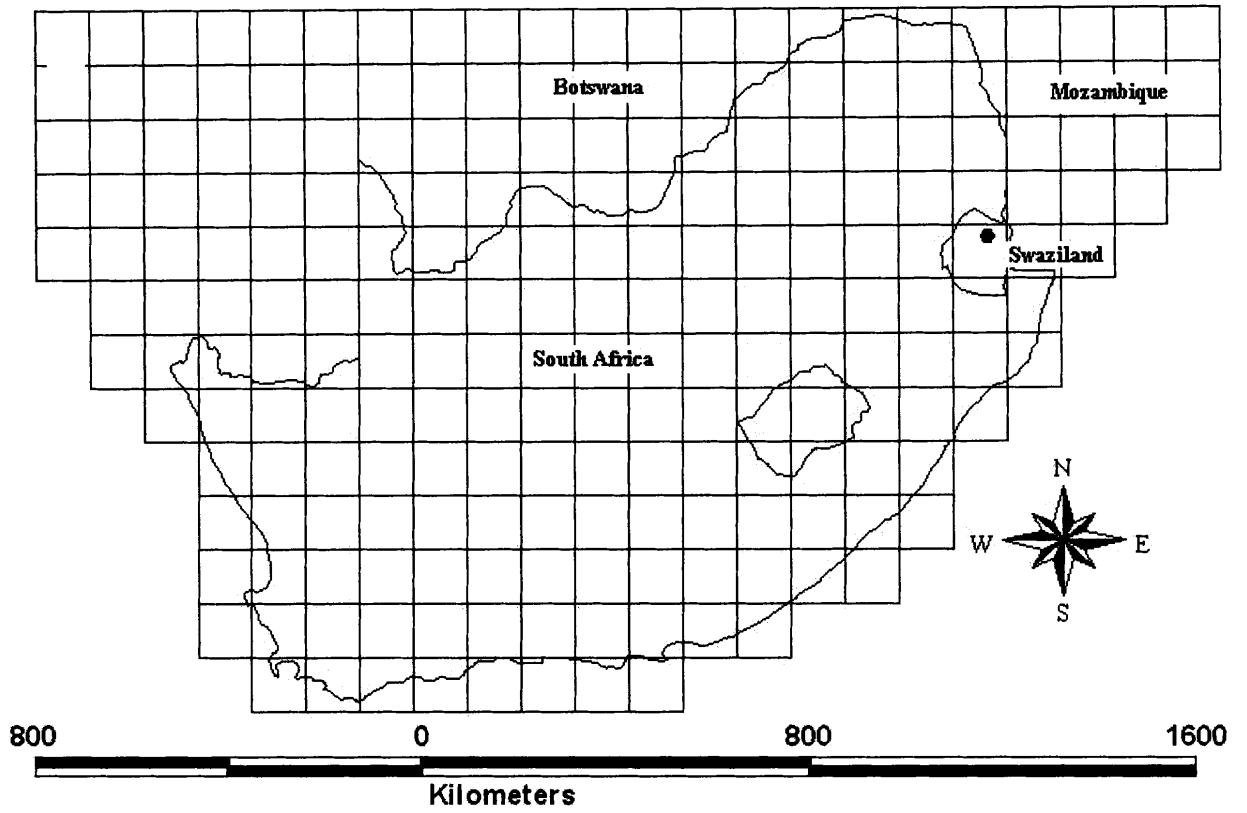 Botswana
Mozambique
Swaziland
South Africa
N
W E
S
800 0 800 1600
Kilometers